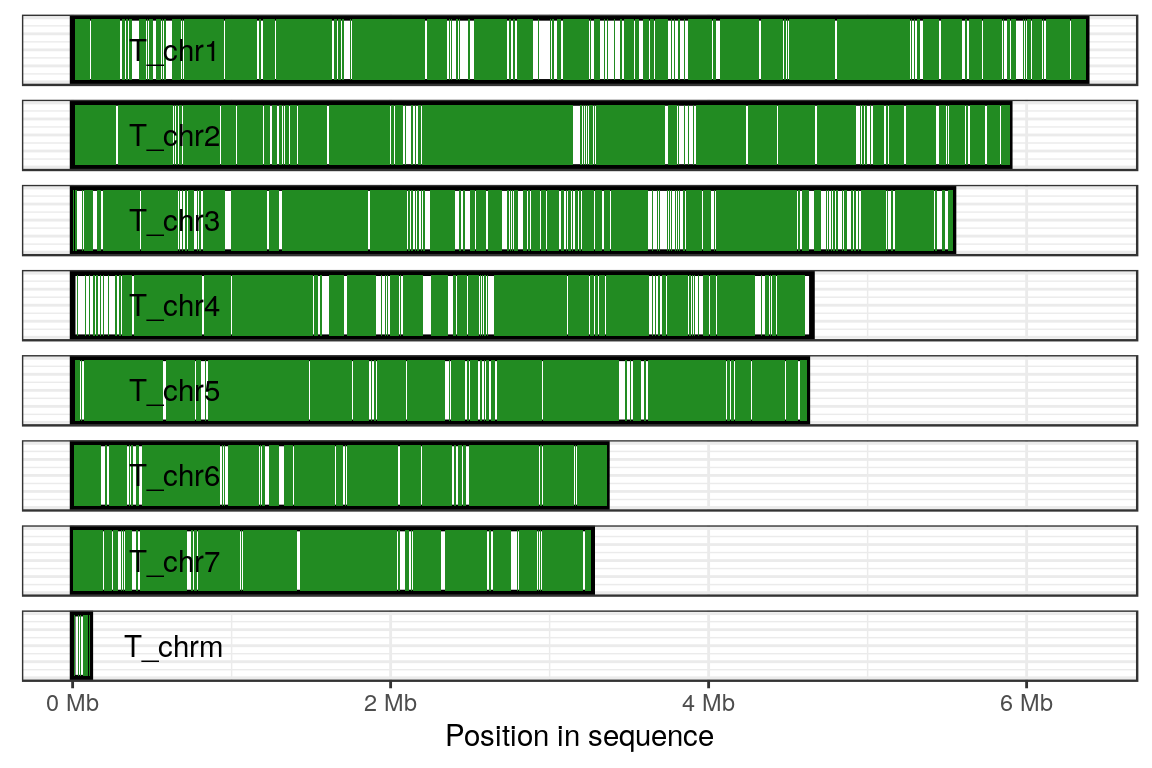 T_chr1
T_chr2
T_chr3
T_chr4
T_chr5
T_chr6
T_chr7
T_chrm
0 Mb 2 Mb 4 Mb 6 Mb
Position in sequence